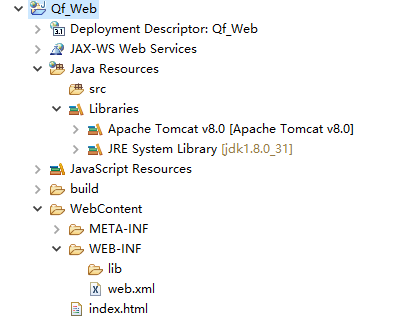 Qf_Web
3.1 Deployment Descriptor: Qf_Web
JAX-WS Web Services
Java Resources
src
Libraries
Apache Tomcat v8.0 [Apache Tomcat v8.0]
JRE System Library [jdk1.8.0_31]
JavaScript Resources
build
WebContent
META-INF
WEB-INF
lib
X web.xml
index.html